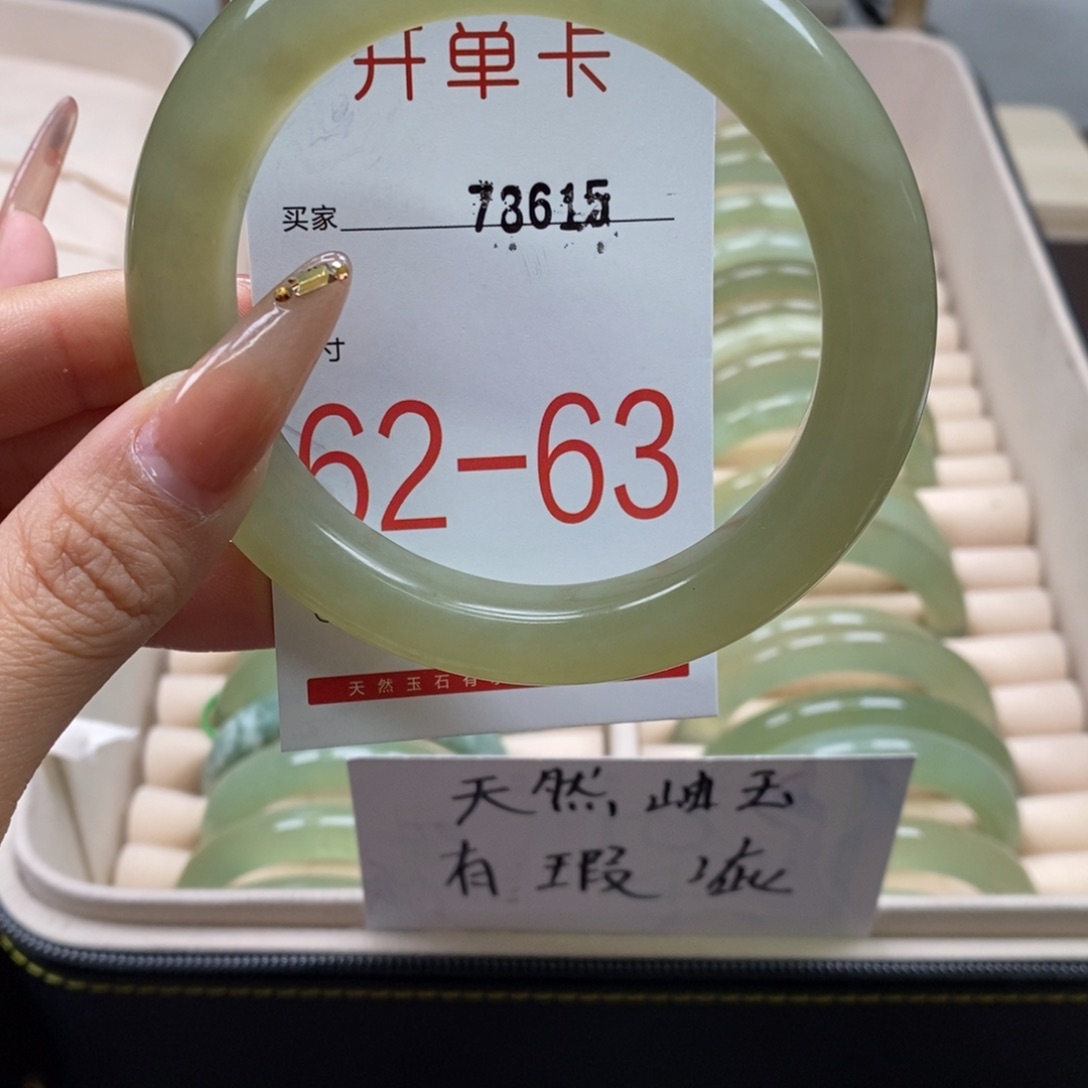 开单卡
买家 73615
寸
62-63
天然玉石有
天然岫玉
有瑕疵